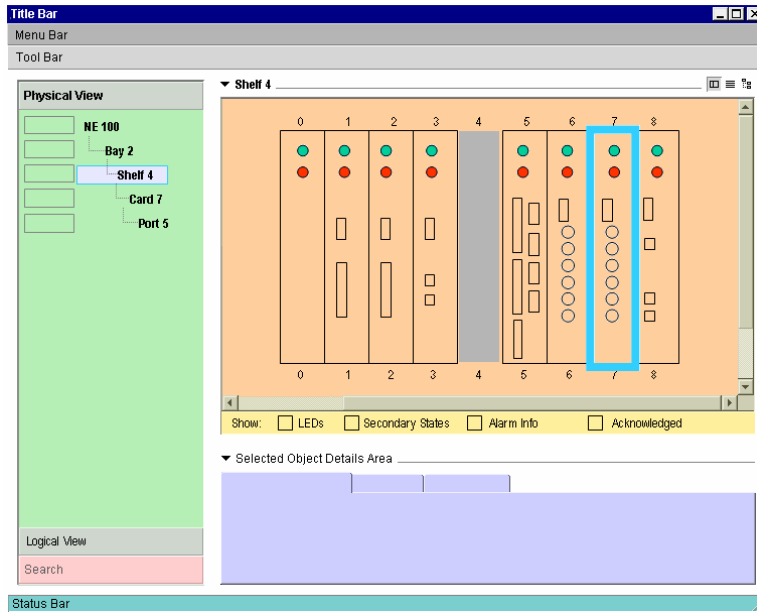 Title Bar
Menu Bar
Tool Bar
Physical View
NE 100
Bay 2
Shelf 4
Card 7
Port 5
Logical View
Search
Shelf 4
0 1 2 3 4 5 6 7 8
0 1 2 3 4 5 6 7 8
Show: LEDs Secondary States Alarm Info Acknowledged
Selected Object Details Area
Status Bar